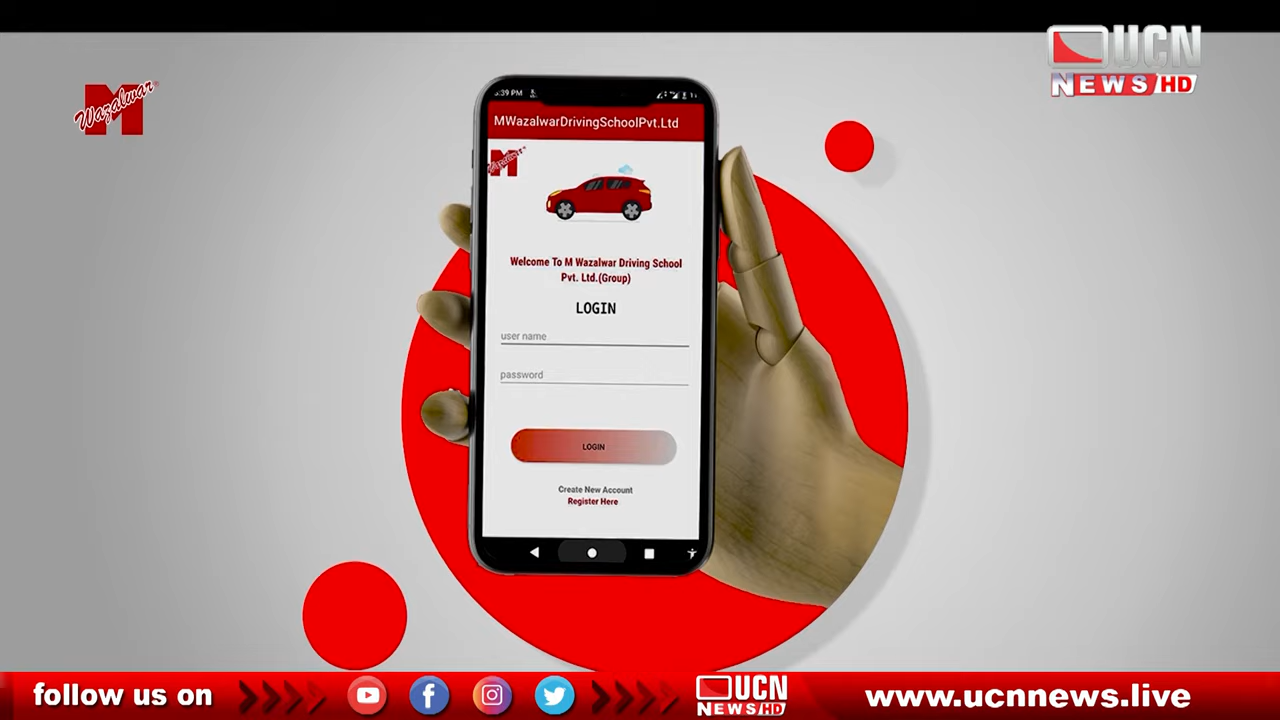 UCN
NEWS HD
M
Wazalwar
:39 PM
MWazalwarDrivingSchoolPvt.Ltd
M
Wazalwar
Welcome To M Wazalwar Driving School
Pvt. Ltd.(Group)
LOGIN
user name
password
LOGIN
Create New Account
Register Here
follow us on
UCN
NEWS HD
www.ucnnews.live